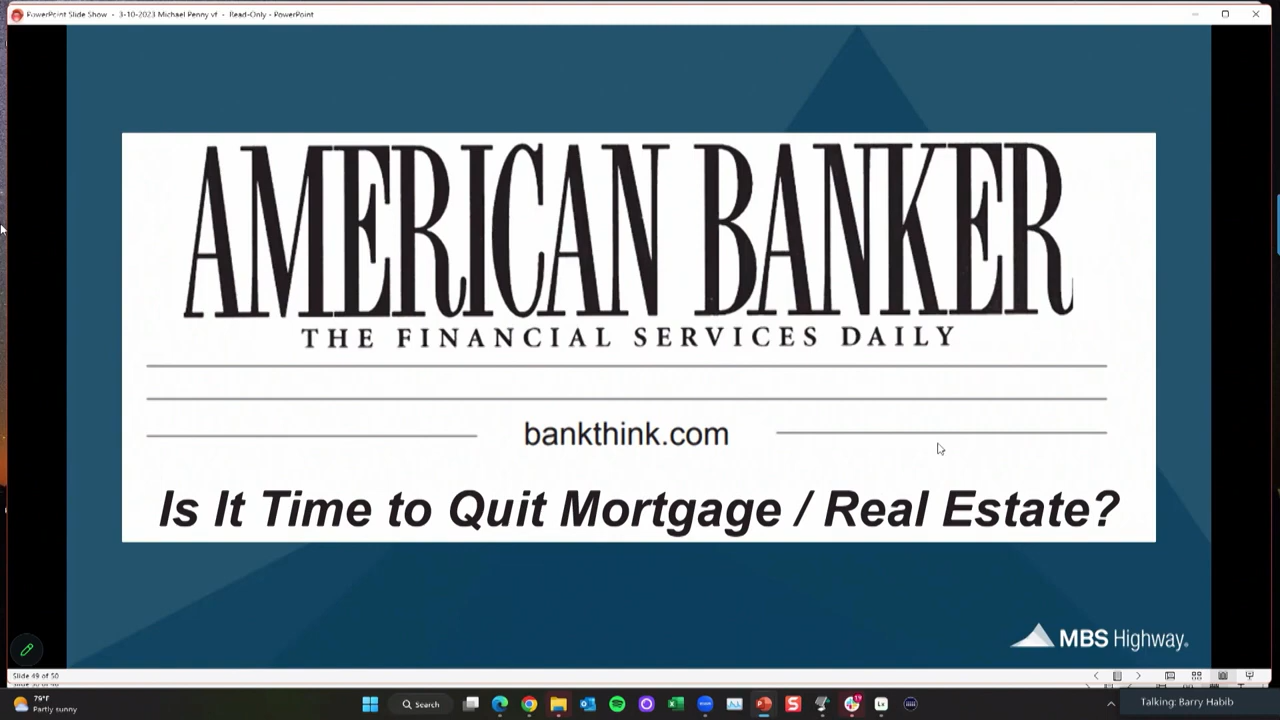 PowerPoint Slide Show - 3-10-2023 Michael Penny vf - Read-Only - PowerPoint
AMERICAN BANKER
THE FINANCIAL SERVICES DAILY
bankthink.com
Is It Time to Quit Mortgage / Real Estate?
MBS Highway.
Slide 49 of 50
79°F
Partly sunny
Search
19
Talking: Barry Habib